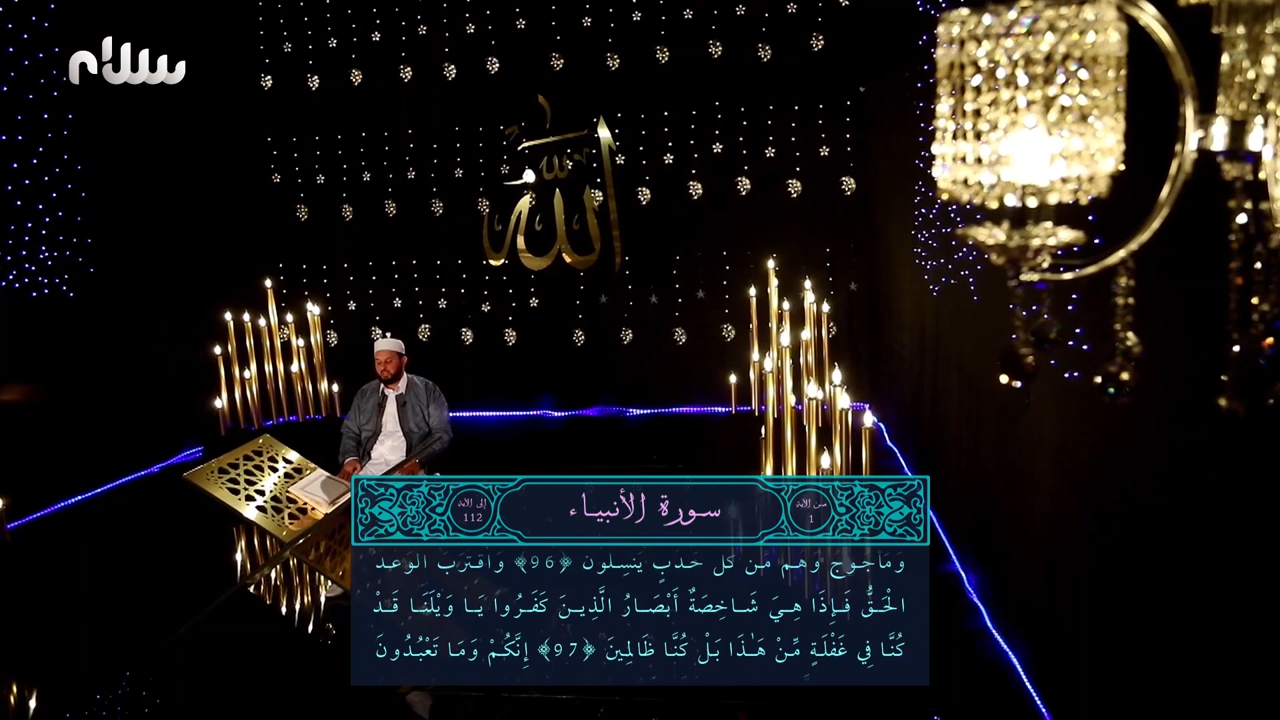 سلام
الله
سورة الأنبياء
من الآية
1
إلى الآية
112
وَمَأْجُوجُ وَهُم مِّن كُلِّ حَدَبٍ يَنسِلُونَ ﴿96﴾ وَاقْتَرَبَ الْوَعْدُ
الْحَقُّ فَإِذَا هِيَ شَاخِصَةٌ أَبْصَارُ الَّذِينَ كَفَرُوا يَا وَيْلَنَا قَدْ
كُنَّا فِي غَفْلَةٍ مِّنْ هَٰذَا بَلْ كُنَّا ظَالِمِينَ ﴿97﴾ إِنَّكُمْ وَمَا تَعْبُدُونَ